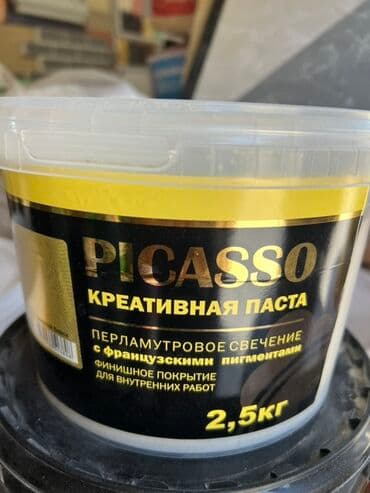 PICASSO
КРЕАТИВНАЯ ПАСТА
ПЕРЛАМУТРОВОЕ СВЕЧЕНИЕ
с французскими пигментами
ФИНИШНОЕ ПОКРЫТИЕ
ДЛЯ ВНУТРЕННИХ РАБОТ
2,5кг